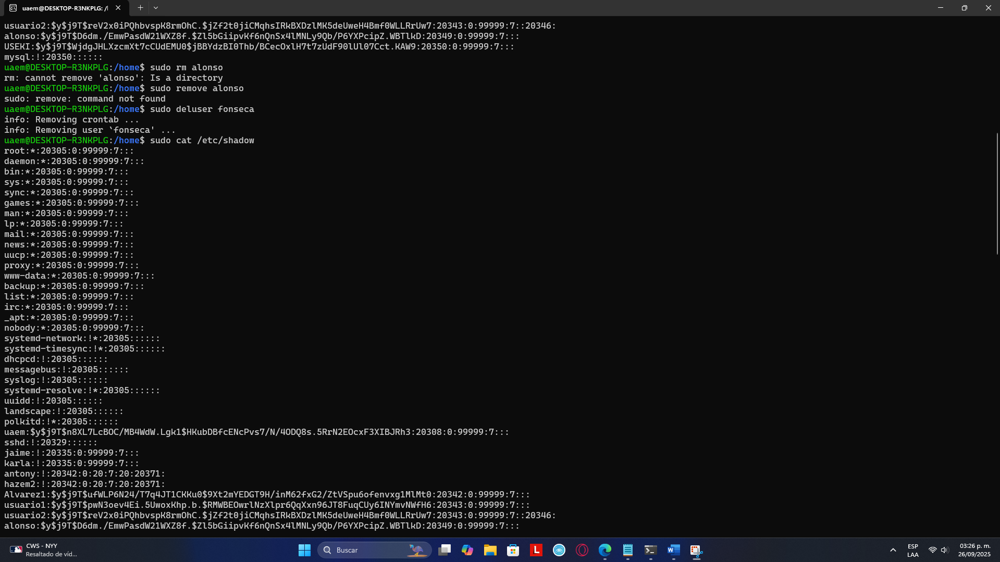 uaem@DESKTOP-R3NKPLG: /l
usuario2:$y$j9T$reV2x0iPQhbvspK8rmOhC.$jZf2t0jiCMqhsIRkBXDzlMK5deUweH4Bmf0WLLRrUw7:20343:0:99999:7::20346:
alonso:$y$j9T$D6dm./EmwPasdW21WXZ8f.$Zl5bGiipvKf6nQnSx4lMNLy9Qb/P6YXPcipZ.WBTlkD:20349:0:99999:7:::
USEKI:$y$j9T$WjdgJHLXzcmXt7cCUdEMU0$jBBYdzBI0Thb/BCecOxlH7t7zUdF90lUl07Cct.KAW9:20350:0:99999:7:::
mysql:!:20350::::::
uaem@DESKTOP-R3NKPLG:/home$ sudo rm alonso
rm: cannot remove 'alonso': Is a directory
uaem@DESKTOP-R3NKPLG:/home$ sudo remove alonso
sudo: remove: command not found
uaem@DESKTOP-R3NKPLG:/home$ sudo deluser fonseca
info: Removing crontab ...
info: Removing user `fonseca' ...
uaem@DESKTOP-R3NKPLG:/home$ sudo cat /etc/shadow
root:*:20305:0:99999:7:::
daemon:*:20305:0:99999:7:::
bin:*:20305:0:99999:7:::
sys:*:20305:0:99999:7:::
sync:*:20305:0:99999:7:::
games:*:20305:0:99999:7:::
man:*:20305:0:99999:7:::
lp:*:20305:0:99999:7:::
mail:*:20305:0:99999:7:::
news:*:20305:0:99999:7:::
uucp:*:20305:0:99999:7:::
proxy:*:20305:0:99999:7:::
www-data:*:20305:0:99999:7:::
backup:*:20305:0:99999:7:::
list:*:20305:0:99999:7:::
irc:*:20305:0:99999:7:::
_apt:*:20305:0:99999:7:::
nobody:*:20305:0:99999:7:::
systemd-network:!*:20305::::::
systemd-timesync:!*:20305::::::
dhcpcd:!:20305::::::
messagebus:!:20305::::::
syslog:!:20305::::::
systemd-resolve:!*:20305::::::
uuidd:!:20305::::::
landscape:!:20305::::::
polkitd:!*:20305::::::
uaem:$y$j9T$n8XL7LcBOC/MB4WdW.Lgk1$HKubDBfcENcPvs7/N/4ODQ8s.5RrN2EOcxF3XIBJRh3:20308:0:99999:7:::
sshd:!:20329::::::
jaime:!:20335:0:99999:7:::
karla:!:20335:0:99999:7:::
antony:!:20342:0:20:7:20:20371:
hazem2:!:20342:0:20:7:20:20371:
Alvarez1:$y$j9T$ufWLP6N24/T7q4JT1CKKu0$9Xt2mYEDGT9H/inM62fxG2/ZtVSpu6ofenvxg1MlMt0:20342:0:99999:7:::
usuario1:$y$j9T$pwN3oev4Ei.5UwoxKhp.b.$RMWBEOwrlNzXlpr6QqXxn96JT8FuqCUy6INYmvNWfH6:20343:0:99999:7:::
usuario2:$y$j9T$reV2x0iPQhbvspK8rmOhC.$jZf2t0jiCMqhsIRkBXDzlMK5deUweH4Bmf0WLLRrUw7:20343:0:99999:7::20346:
alonso:$y$j9T$D6dm./EmwPasdW21WXZ8f.$Zl5bGiipvKf6nQnSx4lMNLy9Qb/P6YXPcipZ.WBTlkD:20349:0:99999:7:::
CWS - NYY
Resaltado de víd...
Buscar
ESP
LAA
03:26 p. m.
26/09/2025